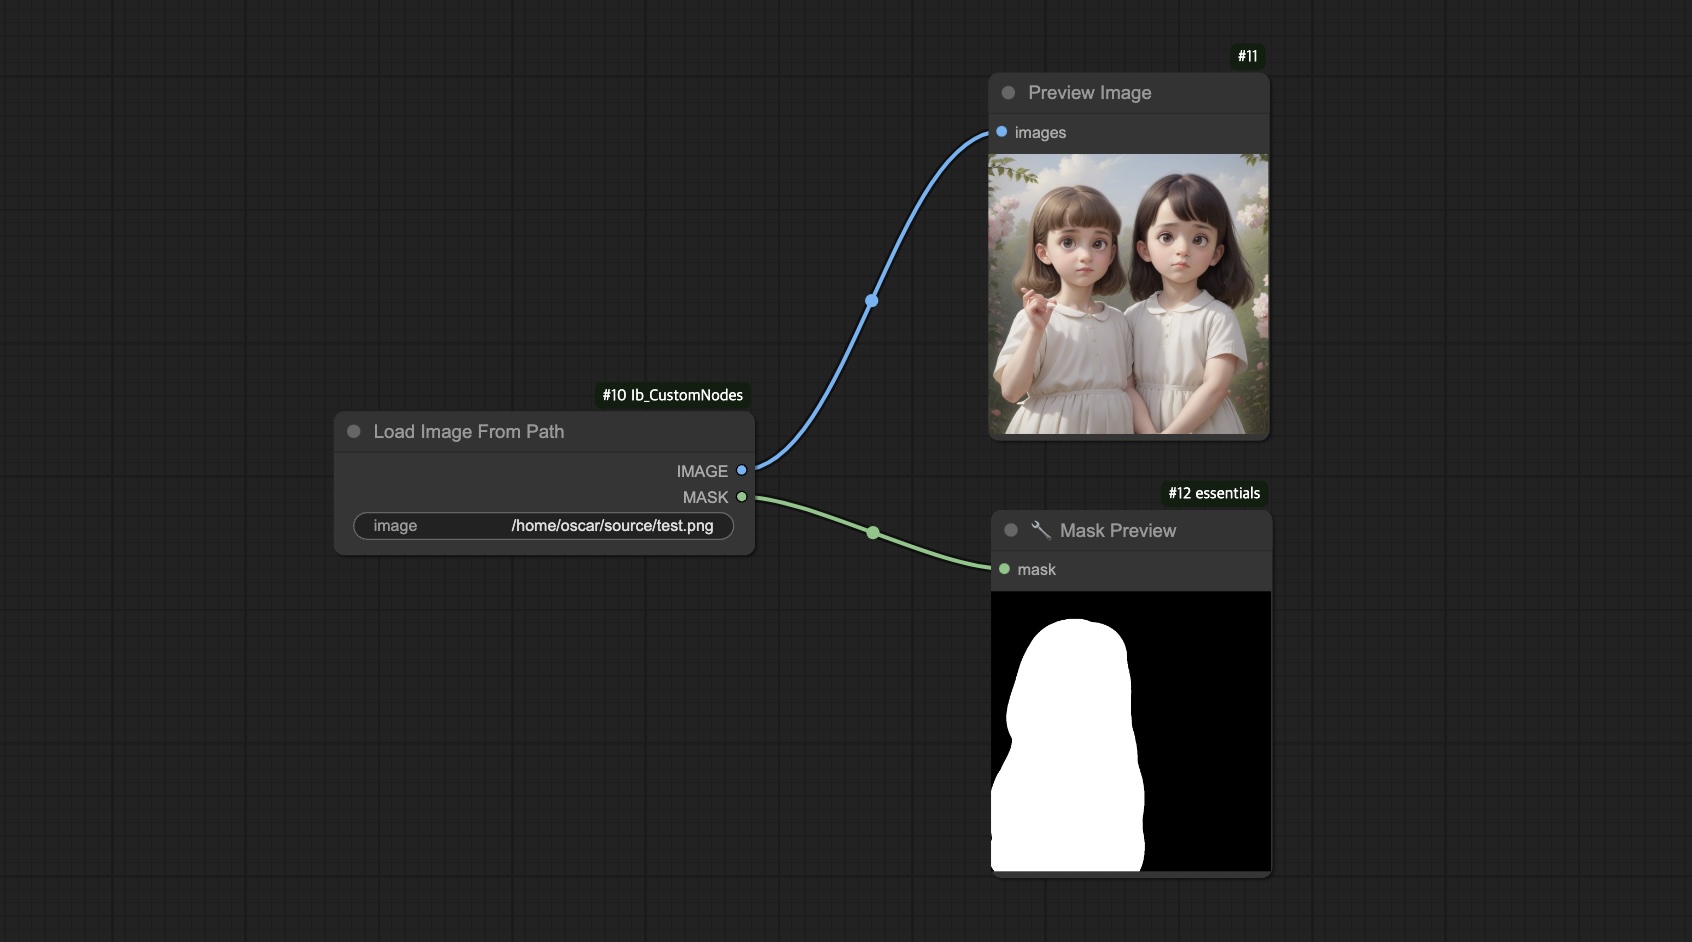 #11
Preview Image
images
#10 Ib_CustomNodes
Load Image From Path
IMAGE
MASK
image /home/oscar/source/test.png
#12 essentials
Mask Preview
mask